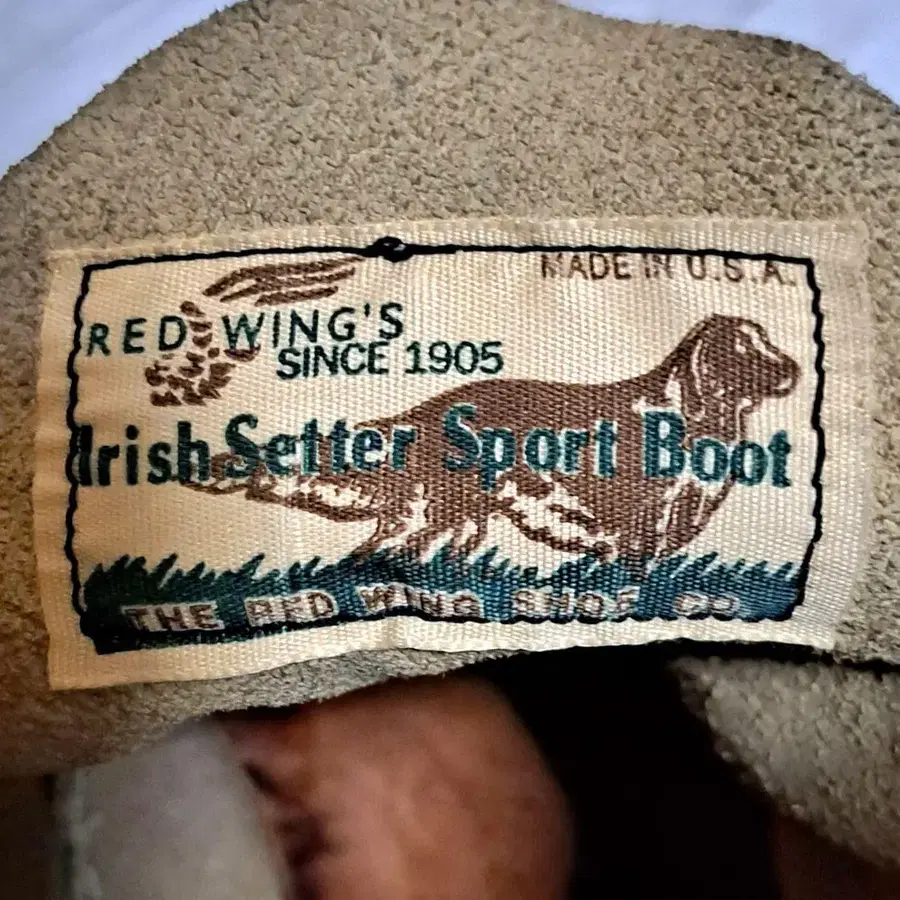 MADE IN U.S.A.
RED WING'S
SINCE 1905
Irish Setter Sport Boot
THE RED WING SHOE CO.